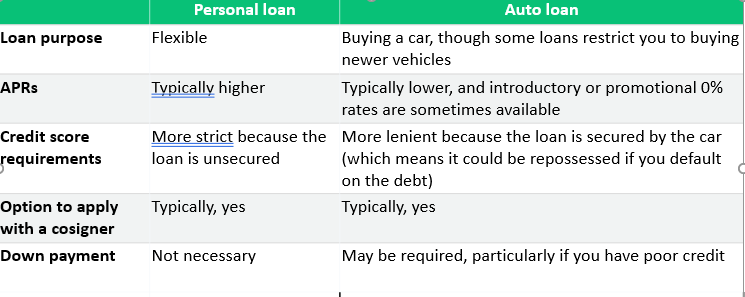 Personal loan Auto loan
Loan purpose Flexible Buying a car, though some loans restrict you to buying
newer vehicles
APRs Typically higher Typically lower, and introductory or promotional 0%
rates are sometimes available
Credit score More strict because the More lenient because the loan is secured by the car
requirements loan is unsecured (which means it could be repossessed if you default
on the debt)
Option to apply Typically, yes Typically, yes
with a cosigner
Down payment Not necessary May be required, particularly if you have poor credit